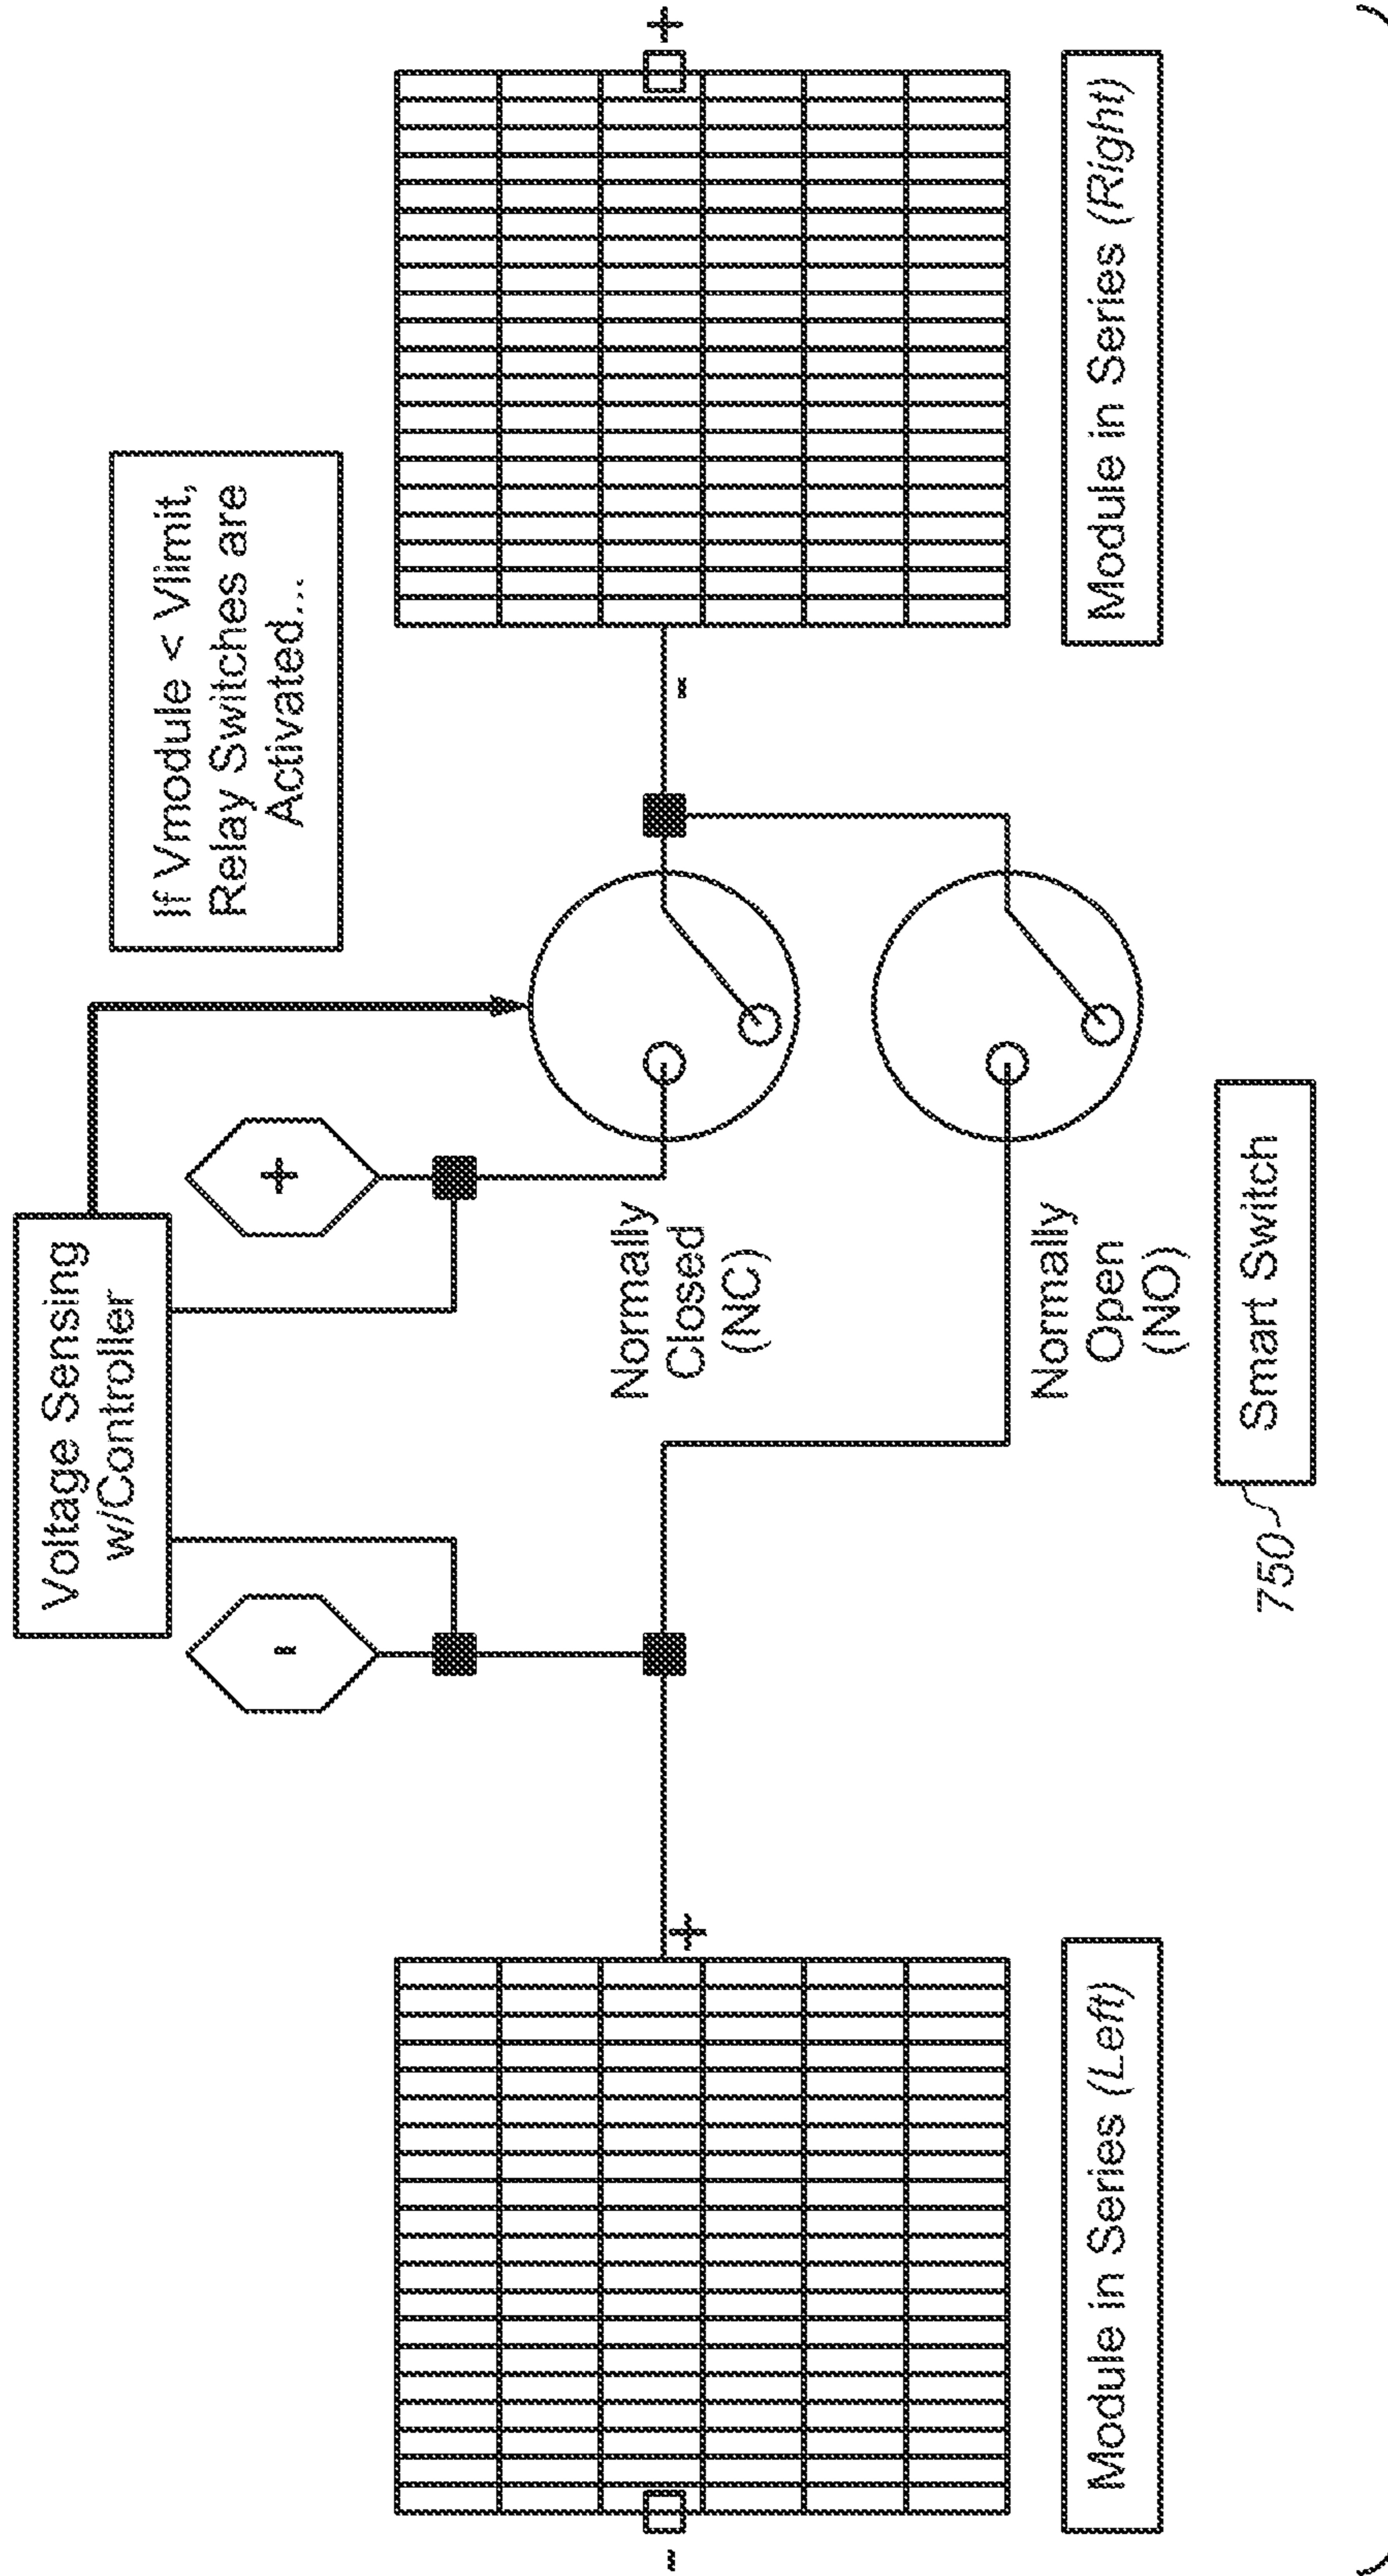 Voltage Sensing
w/Controller
-
+
If Vmodule < Vlimit,
Relay Switches are
Activated...
+
-
-
+
Normally
Closed
(NC)
Normally
Open
(NO)
Module in Series (Left)
Module in Series (Right)
750
Smart Switch